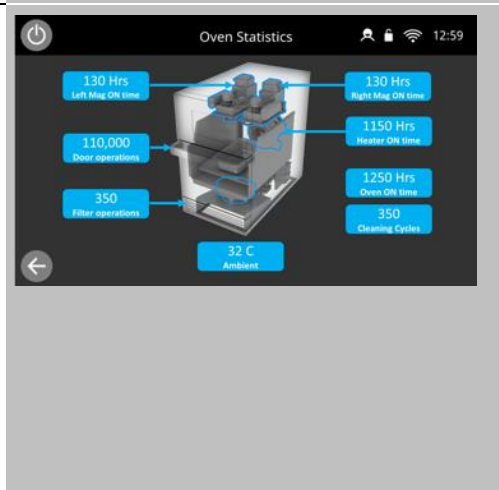 Oven Statistics
12:59
130 Hrs
Left Mag ON time
130 Hrs
Right Mag ON time
1150 Hrs
Heater ON time
110,000
Door operations
1250 Hrs
Oven ON time
350
Filter operations
350
Cleaning Cycles
32 C
Ambient